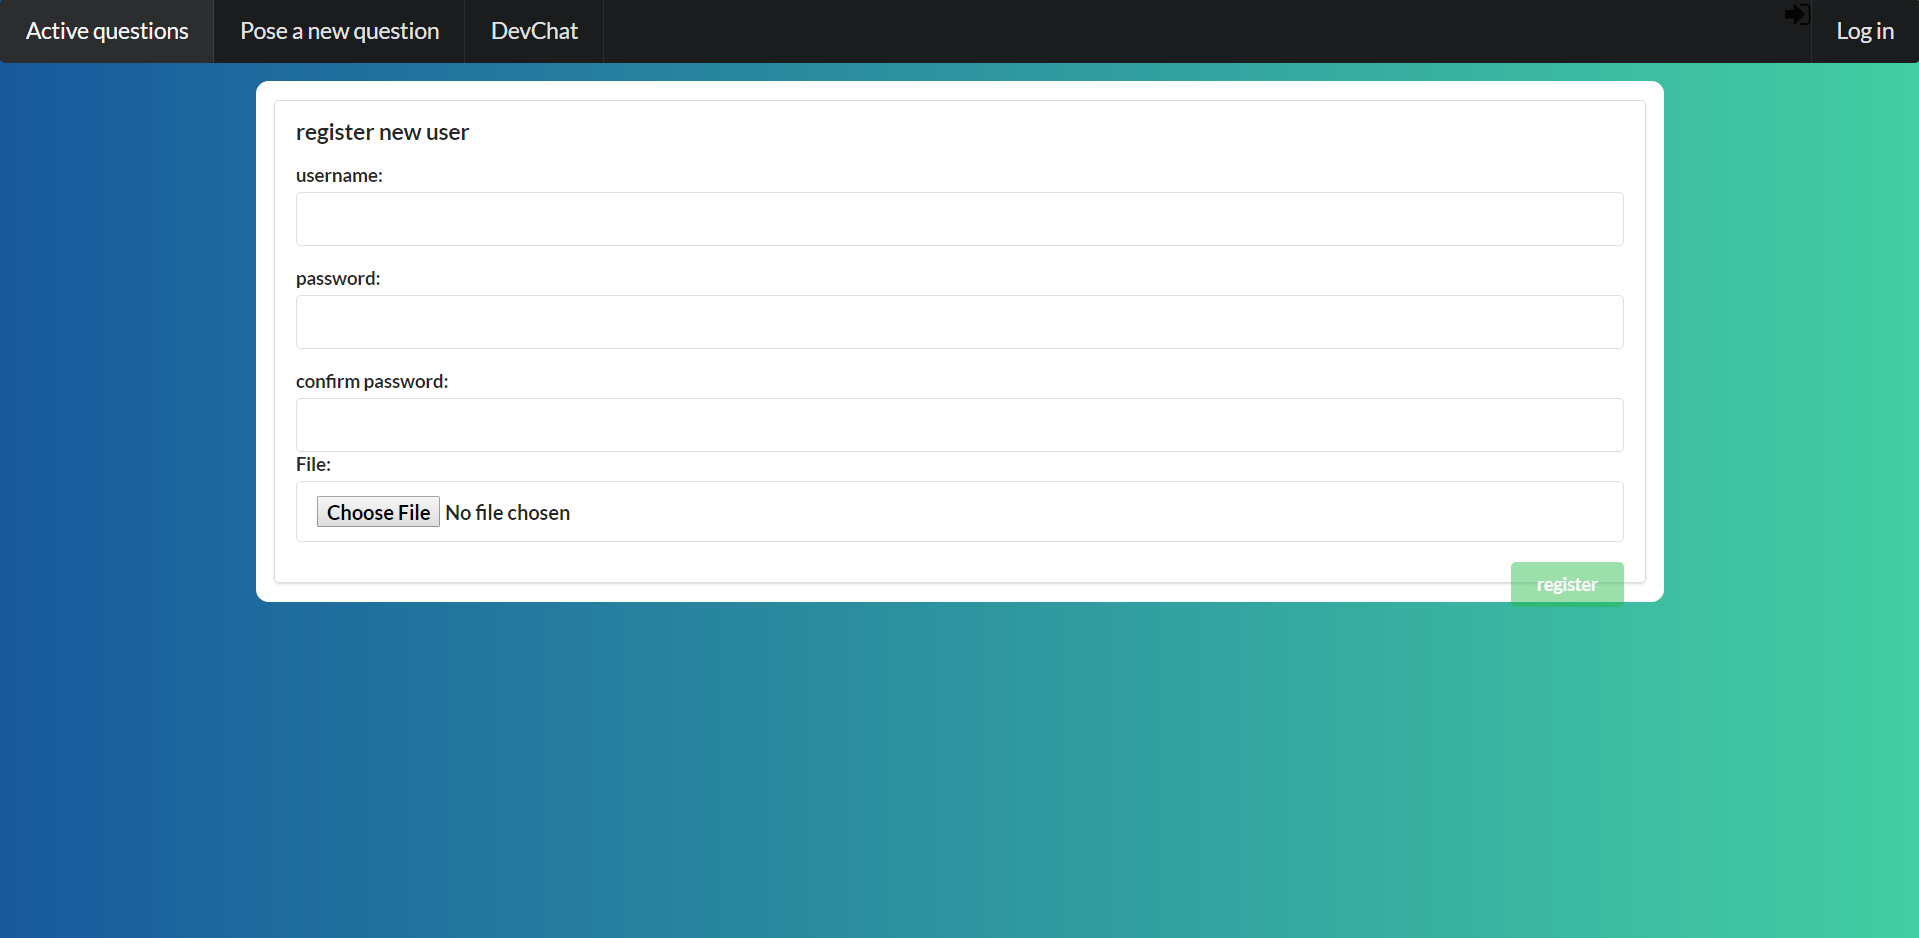 Active questions Pose a new question DevChat Log in
register new user
username:
password:
confirm password:
File:
Choose File No file chosen
register